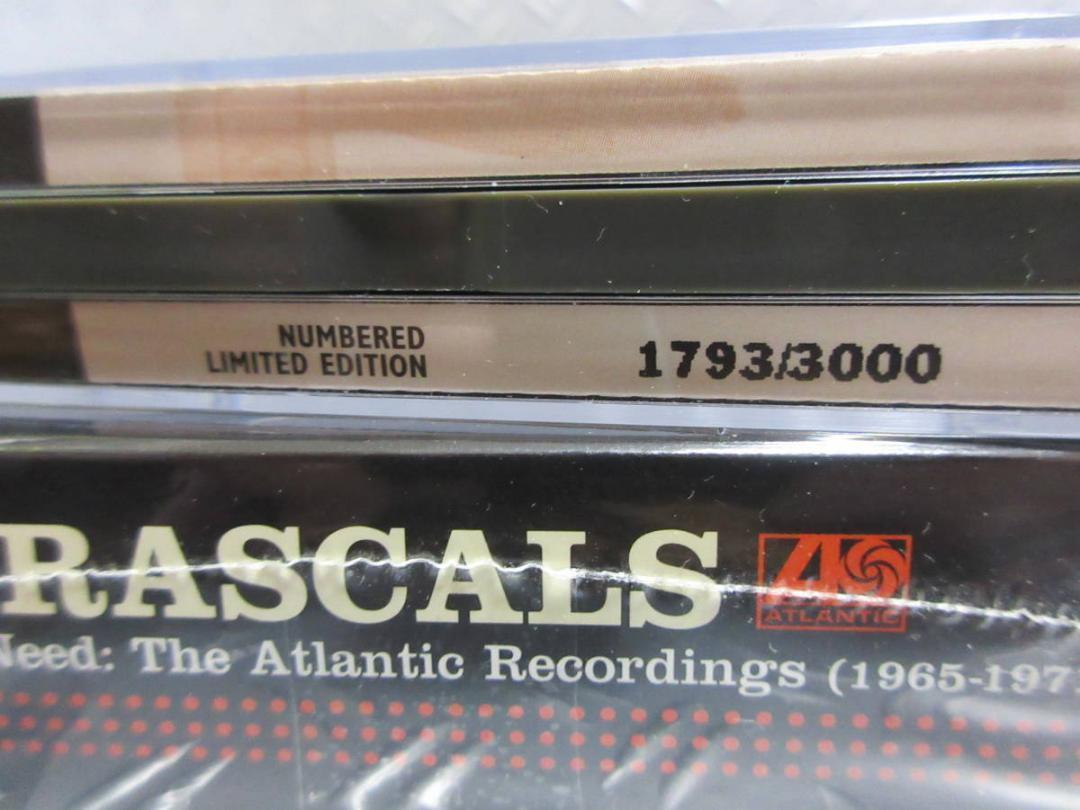 NUMBERED
LIMITED EDITION
1793/3000
RASCALS
ATLANTIC
Need: The Atlantic Recordings (1965-197